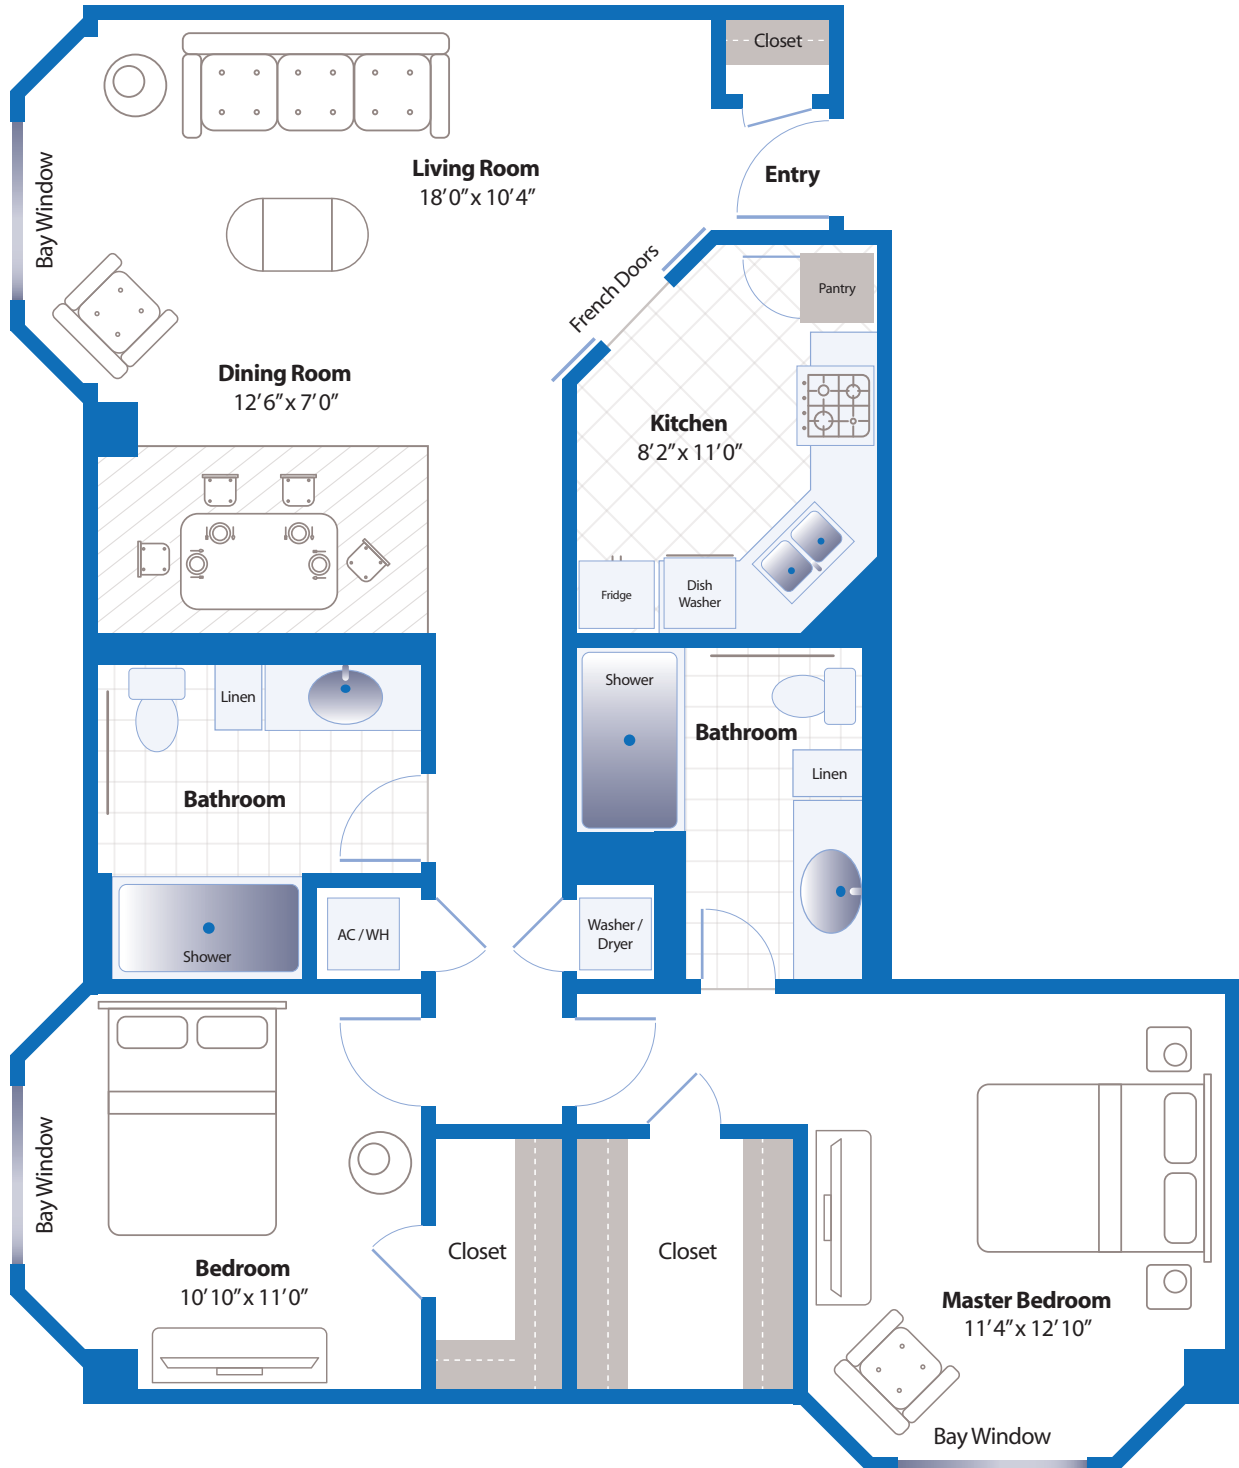 Closet
Living Room
18'0" x 10'4"
Entry
Bay Window
French Doors
Pantry
Dining Room
12'6" x 7'0"
Kitchen
8'2" x 11'0"
Fridge
Dish
Washer
Shower
Linen
Bathroom
Linen
Bathroom
Shower
AC / WH
Washer /
Dryer
Bay Window
Closet
Closet
Bedroom
10'10" x 11'0"
Master Bedroom
11'4" x 12'10"
Bay Window